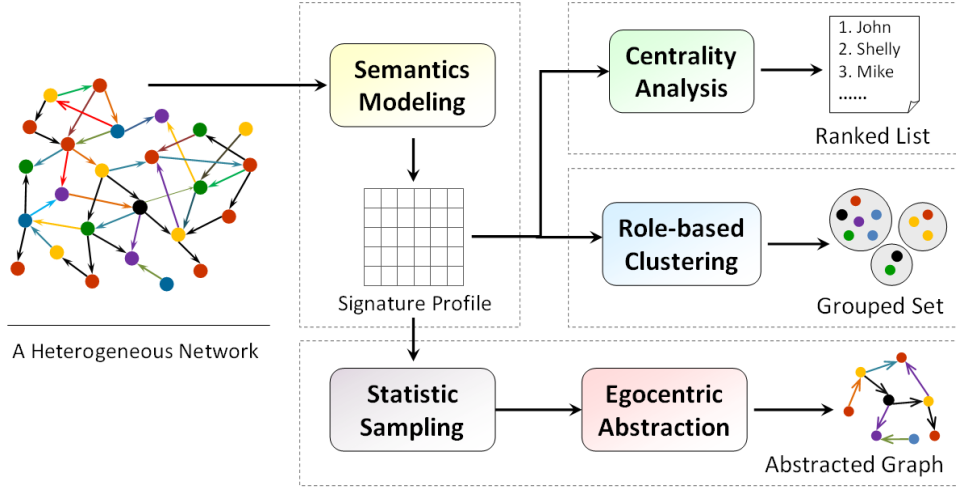 Semantics
Modeling
Centrality
Analysis
1. John
2. Shelly
3. Mike
......
Ranked List
Signature Profile
Role-based
Clustering
Grouped Set
A Heterogeneous Network
Statistic
Sampling
Egocentric
Abstraction
Abstracted Graph